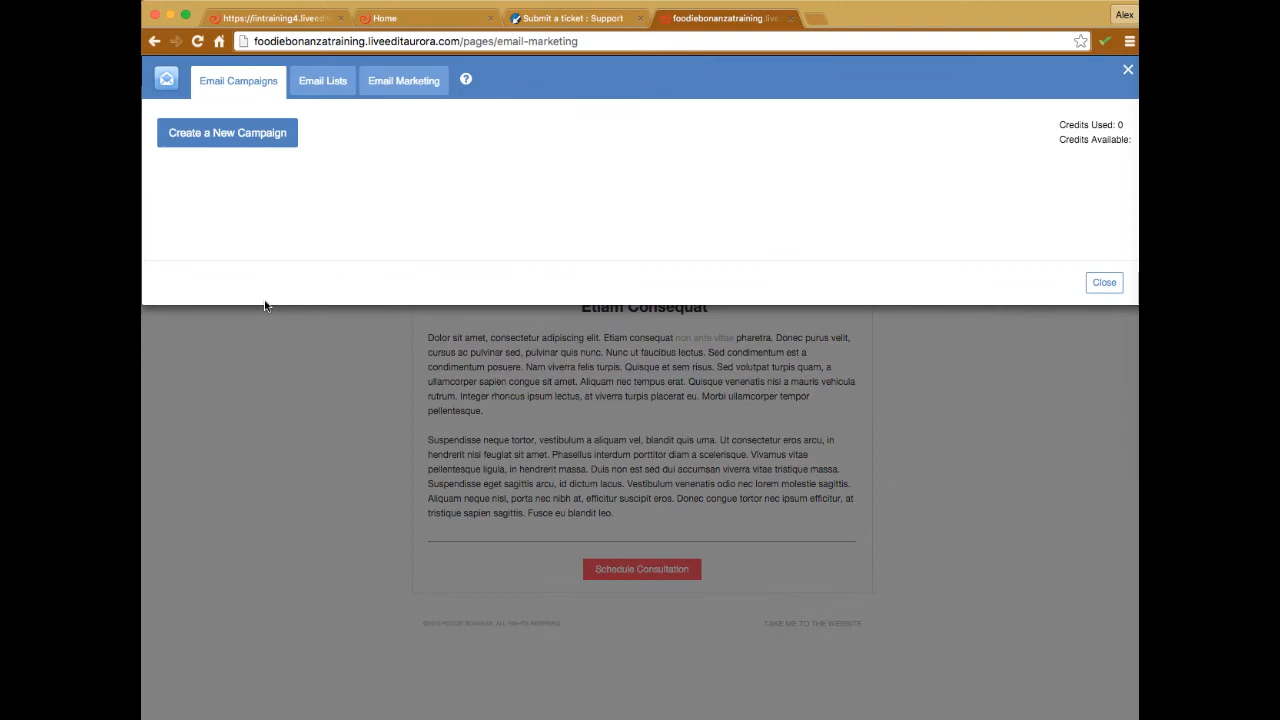 https://iintraining4.liveedit
Home
Submit a ticket : Support
foodiebonanzatraining.live
Alex
foodiebonanzatraining.liveeditaurora.com/pages/email-marketing
Email Campaigns
Email Lists
Email Marketing
?
Create a New Campaign
Credits Used: 0
Credits Available:
Close
Etiam Consequat
Dolor sit amet, consectetur adipiscing elit. Etiam consequat non ante vitae pharetra. Donec purus velit,
cursus ac pulvinar sed, pulvinar quis nunc. Nunc ut faucibus lectus. Sed condimentum est a
condimentum posuere. Nam viverra felis turpis. Quisque et sem risus. Sed volutpat turpis quam, a
ullamcorper sapien congue sit amet. Aliquam nec tempus erat. Quisque venenatis nisi a mauris vehicula
rutrum. Integer rhoncus ipsum lectus, at viverra turpis placerat eu. Morbi ullamcorper tempor
pellentesque.
Suspendisse neque tortor, vestibulum a aliquam vel, blandit quis urna. Ut consectetur eros arcu, in
hendrerit nisi feugiat sit amet. Phasellus interdum porttitor diam a scelerisque. Vivamus vitae
pellentesque ligula, in hendrerit massa. Duis non est sed dui accumsan viverra vitae tristique massa.
Suspendisse eget sagittis arcu, id dictum lacus. Vestibulum venenatis odio nec lorem molestie sagittis.
Aliquam neque nisl, porta nec nibh at, efficitur suscipit eros. Donec congue tortor nec ipsum efficitur, at
tristique sapien sagittis. Fusce eu blandit leo.
Schedule Consultation
ALL RIGHTS RESERVED
TAKE ME TO THE WEBSITE